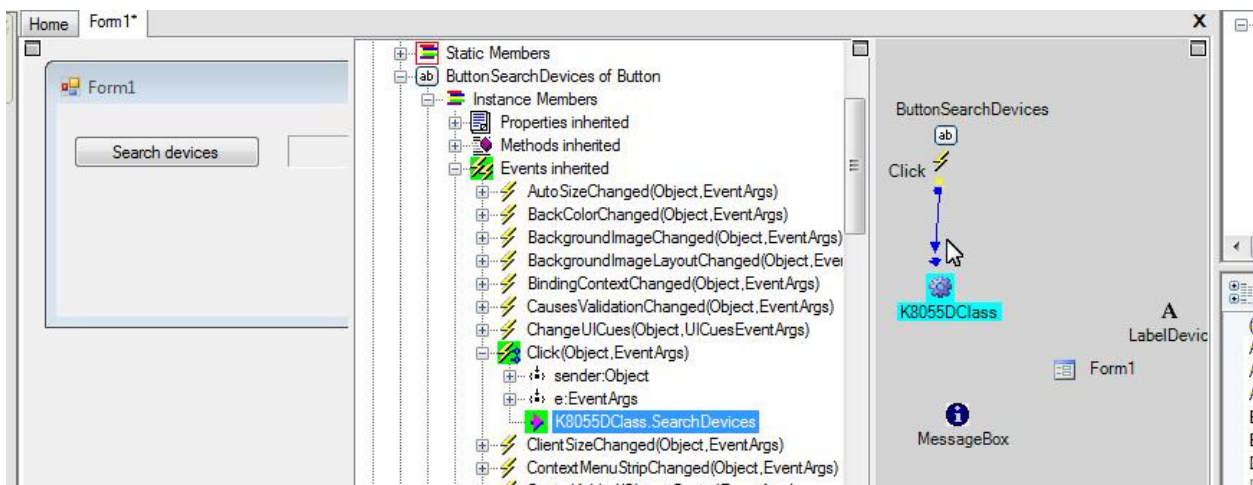 Home
Form1*
X
Form1
Search devices
Static Members
ab ButtonSearchDevices of Button
Instance Members
Properties inherited
Methods inherited
Events inherited
AutoSizeChanged(Object,EventArgs)
BackColorChanged(Object,EventArgs)
BackgroundImageChanged(Object,EventArgs)
BackgroundImageLayoutChanged(Object,Ever
BindingContextChanged(Object,EventArgs)
CausesValidationChanged(Object,EventArgs)
ChangeUICues(Object,UICuesEventArgs)
Click(Object,EventArgs)
sender:Object
e:EventArgs
K8055DClass.SearchDevices
ClientSizeChanged(Object,EventArgs)
ContextMenuStripChanged(Object,EventArgs)
ButtonSearchDevices
ab
Click
K8055DClass
A
LabelDevic
Form1
MessageBox